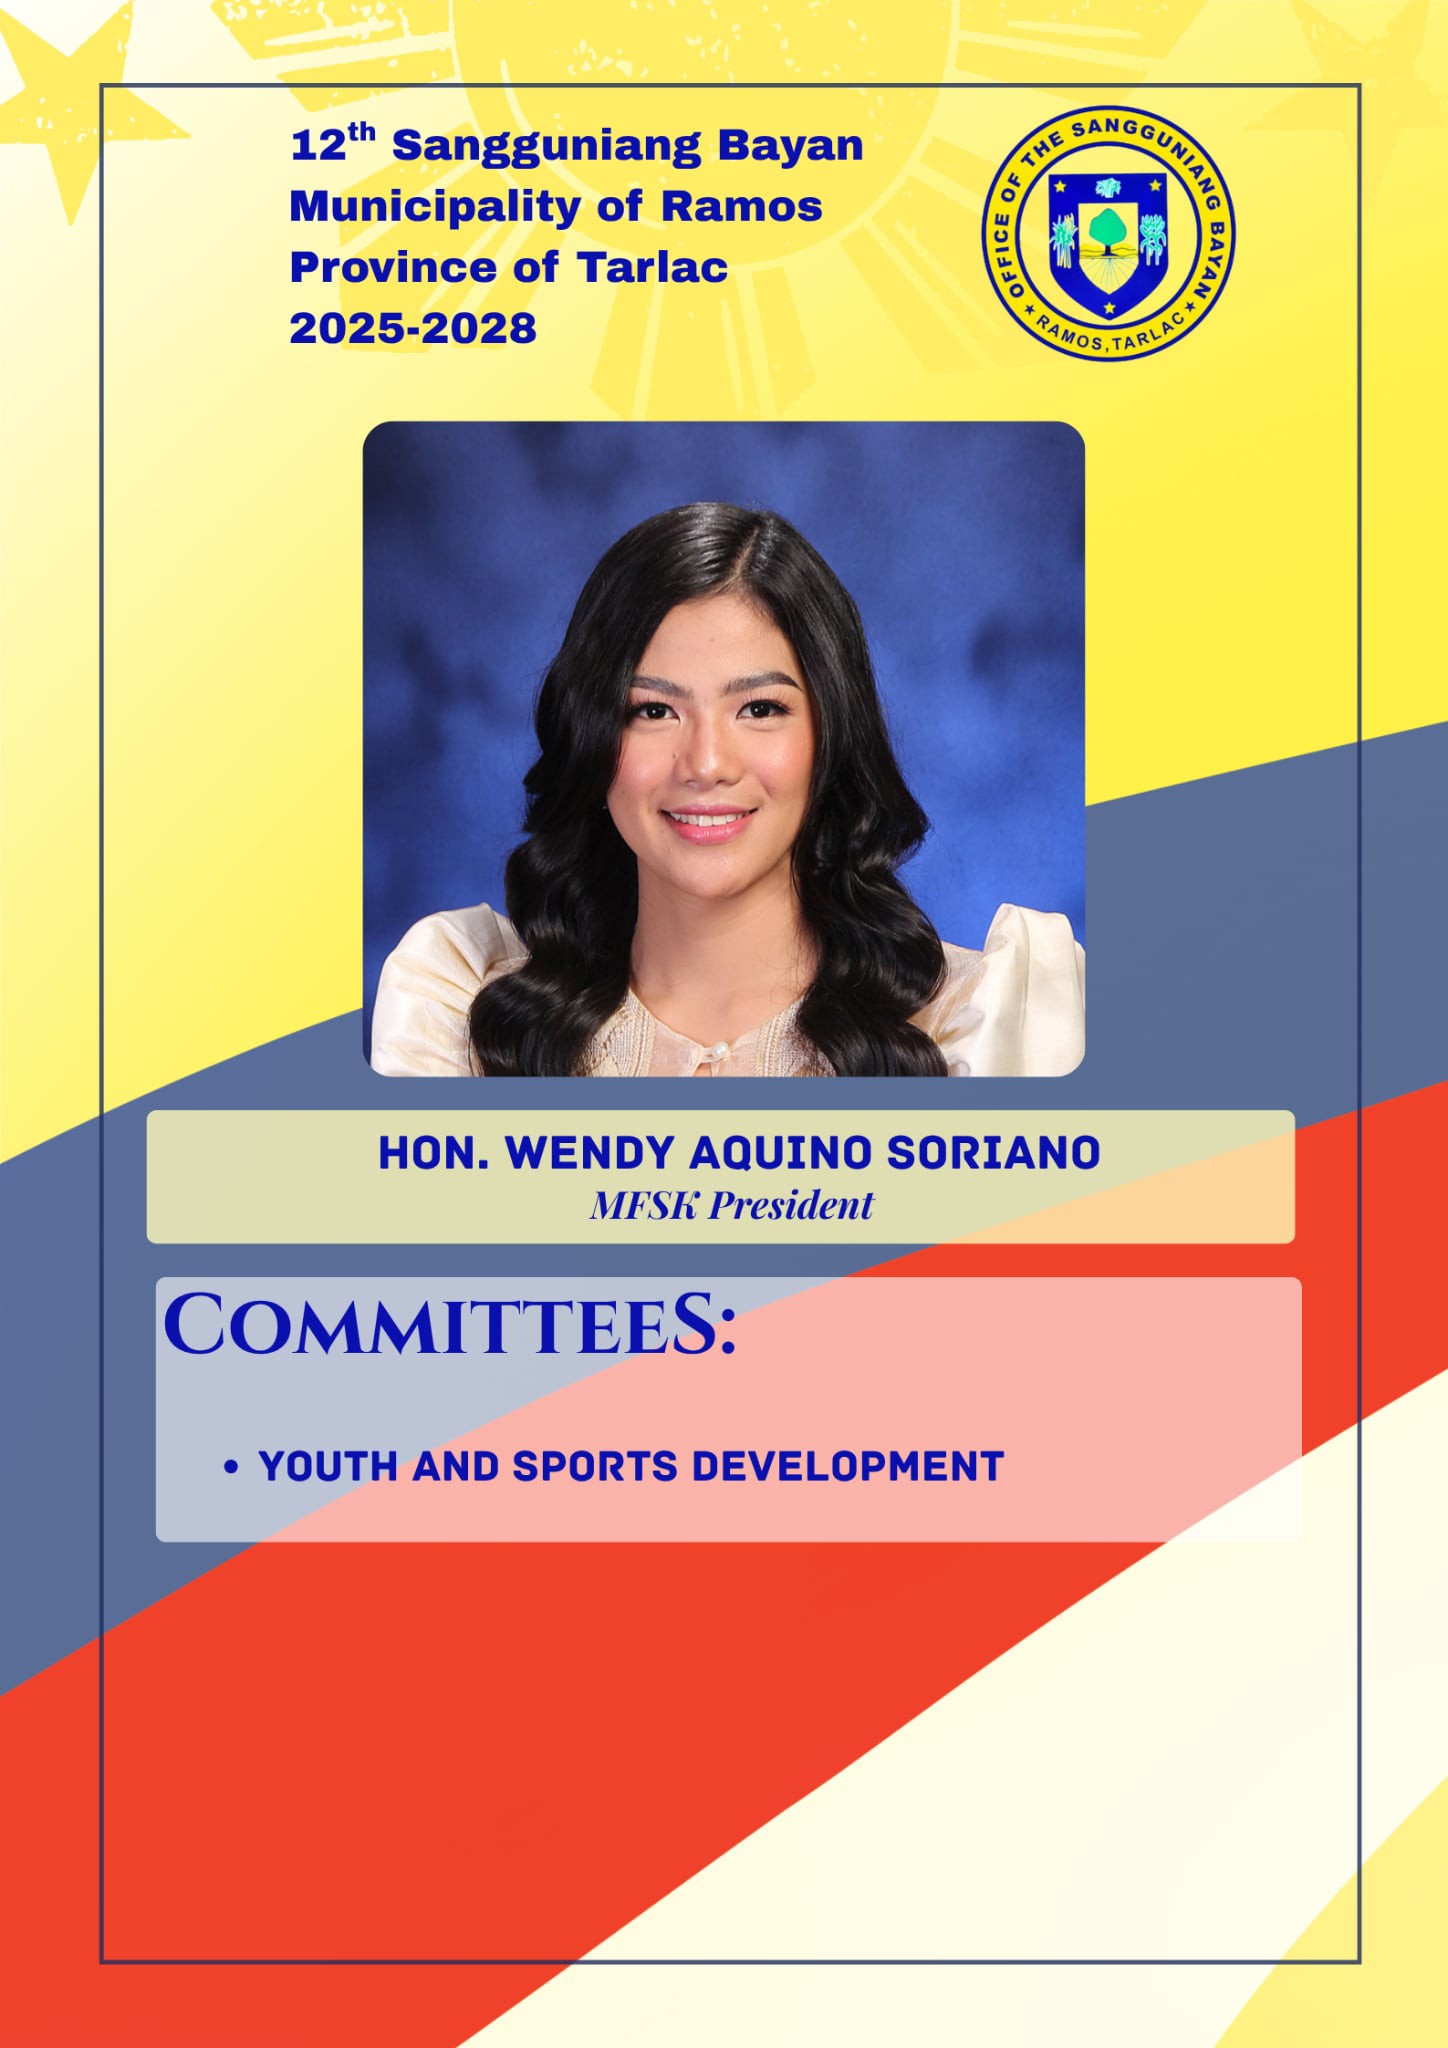 12th Sangguniang Bayan
Municipality of Ramos
Province of Tarlac
2025-2028
OFFICE OF THE SANGGUNIANG BAYAN
RAMOS, TARLAC
HON. WENDY AQUINO SORIANO
MFSK President
COMMITTEES:
• YOUTH AND SPORTS DEVELOPMENT